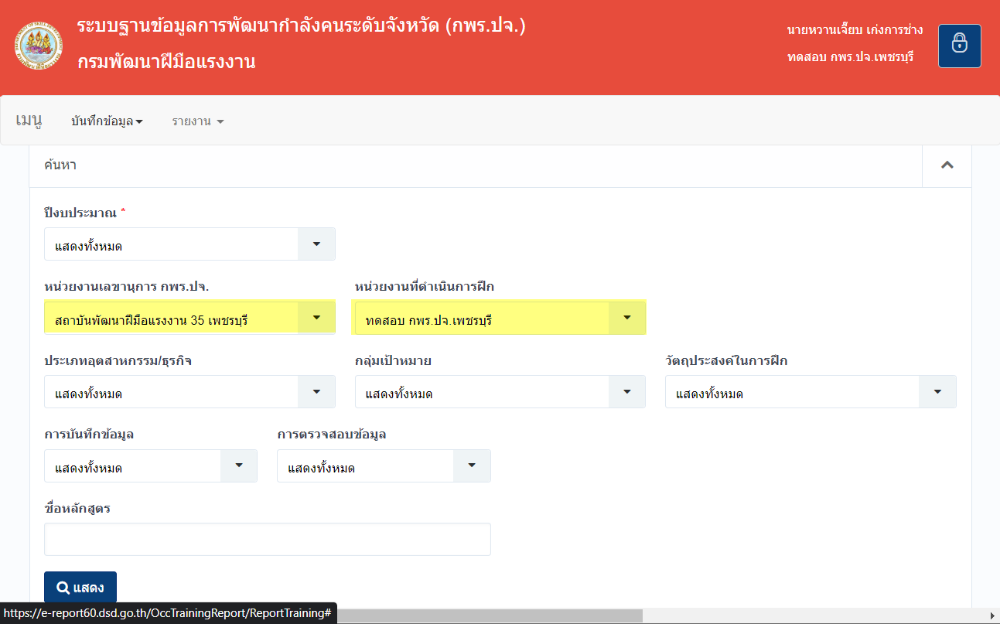 ระบบฐานข้อมูลการพัฒนากำลังคนระดับจังหวัด (กพร.ปจ.)
กรมพัฒนาฝีมือแรงงาน
นายหวานเจี๊ยบ เก่งการช่าง
ทดสอบ กพร.ปจ.เพชรบุรี
เมนู บันทึกข้อมูล รายงาน
ค้นหา
ปีงบประมาณ *
แสดงทั้งหมด
หน่วยงานเลขานุการ กพร.ปจ. หน่วยงานที่ดำเนินการฝึก
สถาบันพัฒนาฝีมือแรงงาน 35 เพชรบุรี ทดสอบ กพร.ปจ.เพชรบุรี
ประเภทอุตสาหกรรม/ธุรกิจ กลุ่มเป้าหมาย วัตถุประสงค์ในการฝึก
แสดงทั้งหมด แสดงทั้งหมด แสดงทั้งหมด
การบันทึกข้อมูล การตรวจสอบข้อมูล
แสดงทั้งหมด แสดงทั้งหมด
ชื่อหลักสูตร
แสดง
https://e-report60.dsd.go.th/OccTrainingReport/ReportTraining#